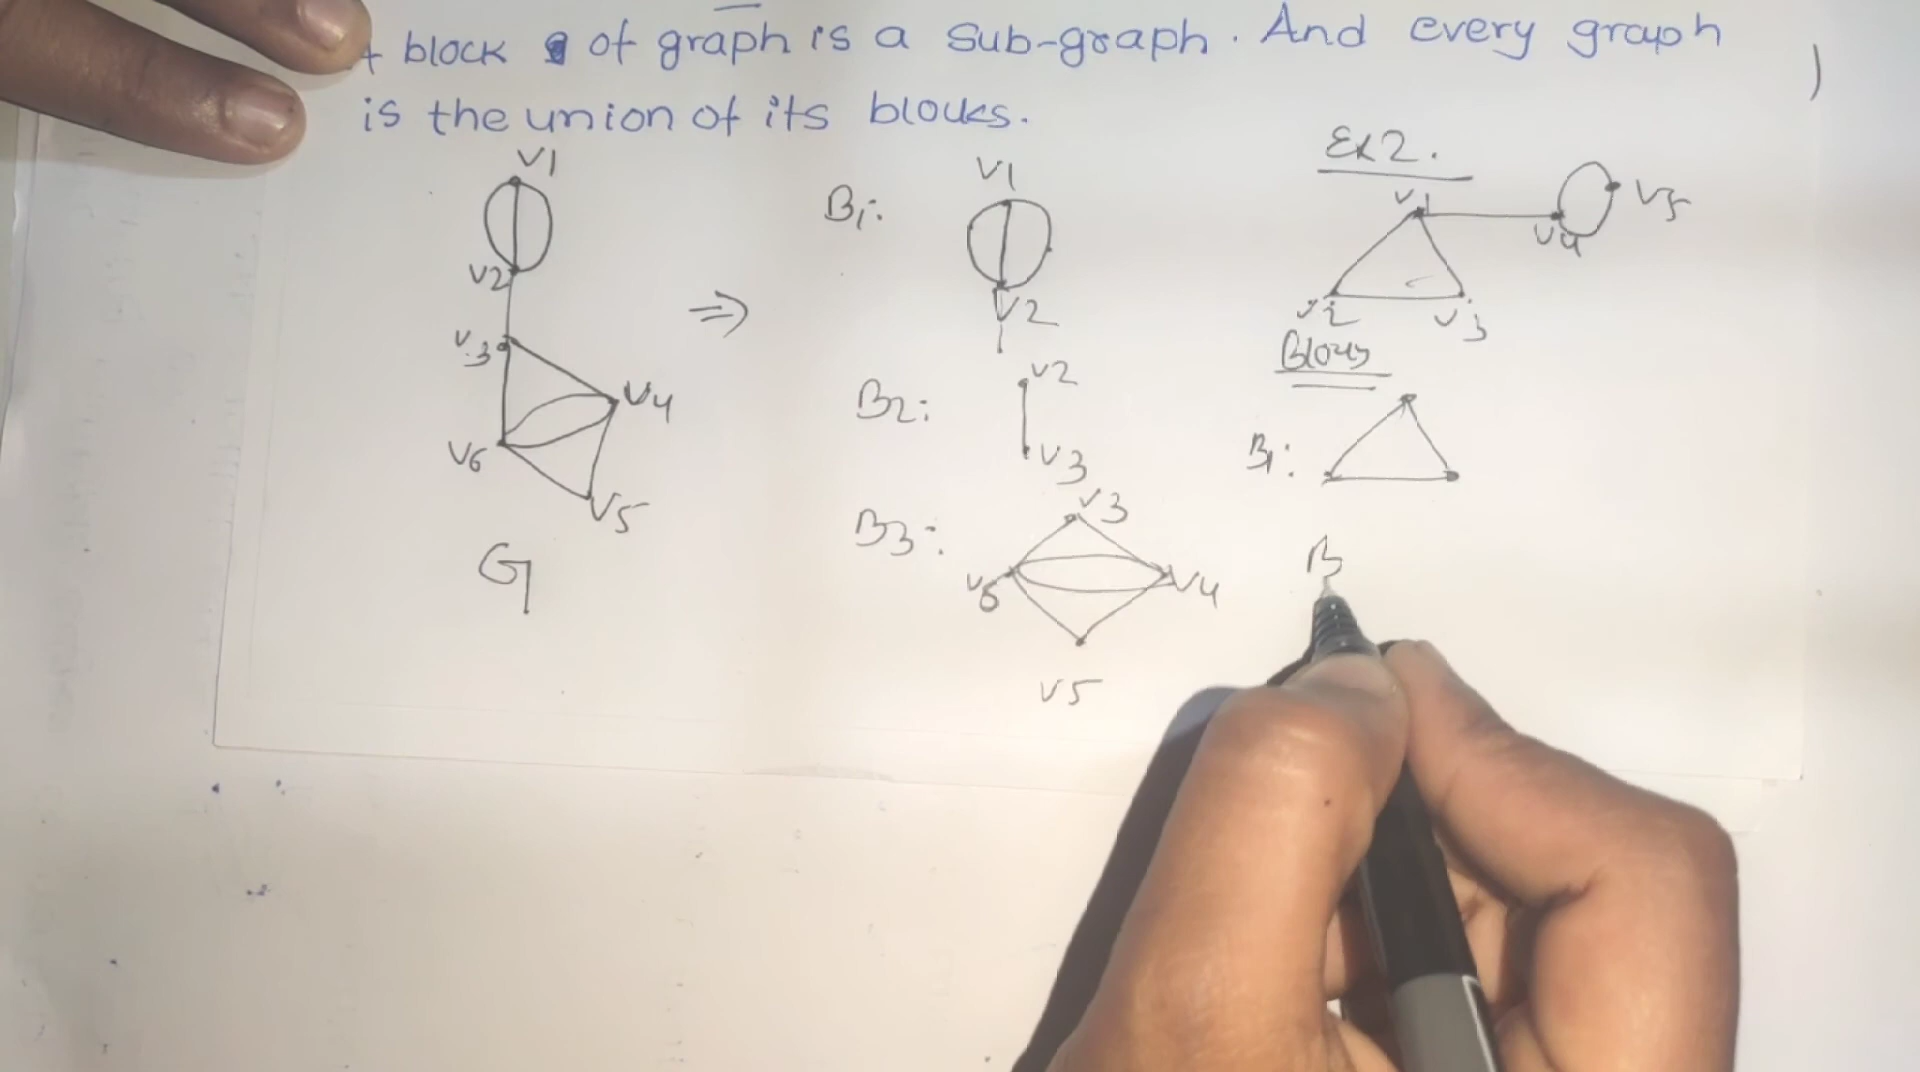 block of graph is a sub-graph. And every graph
is the union of its blocks.
V1
V2
V3
V4
V6
V5
G
⇒
B1:
V1
V2
B2:
V2
V3
B3:
V3
V6
V4
V5
Ex2.
V1
V5
V4
V2
V3
Blocks
B1:
B